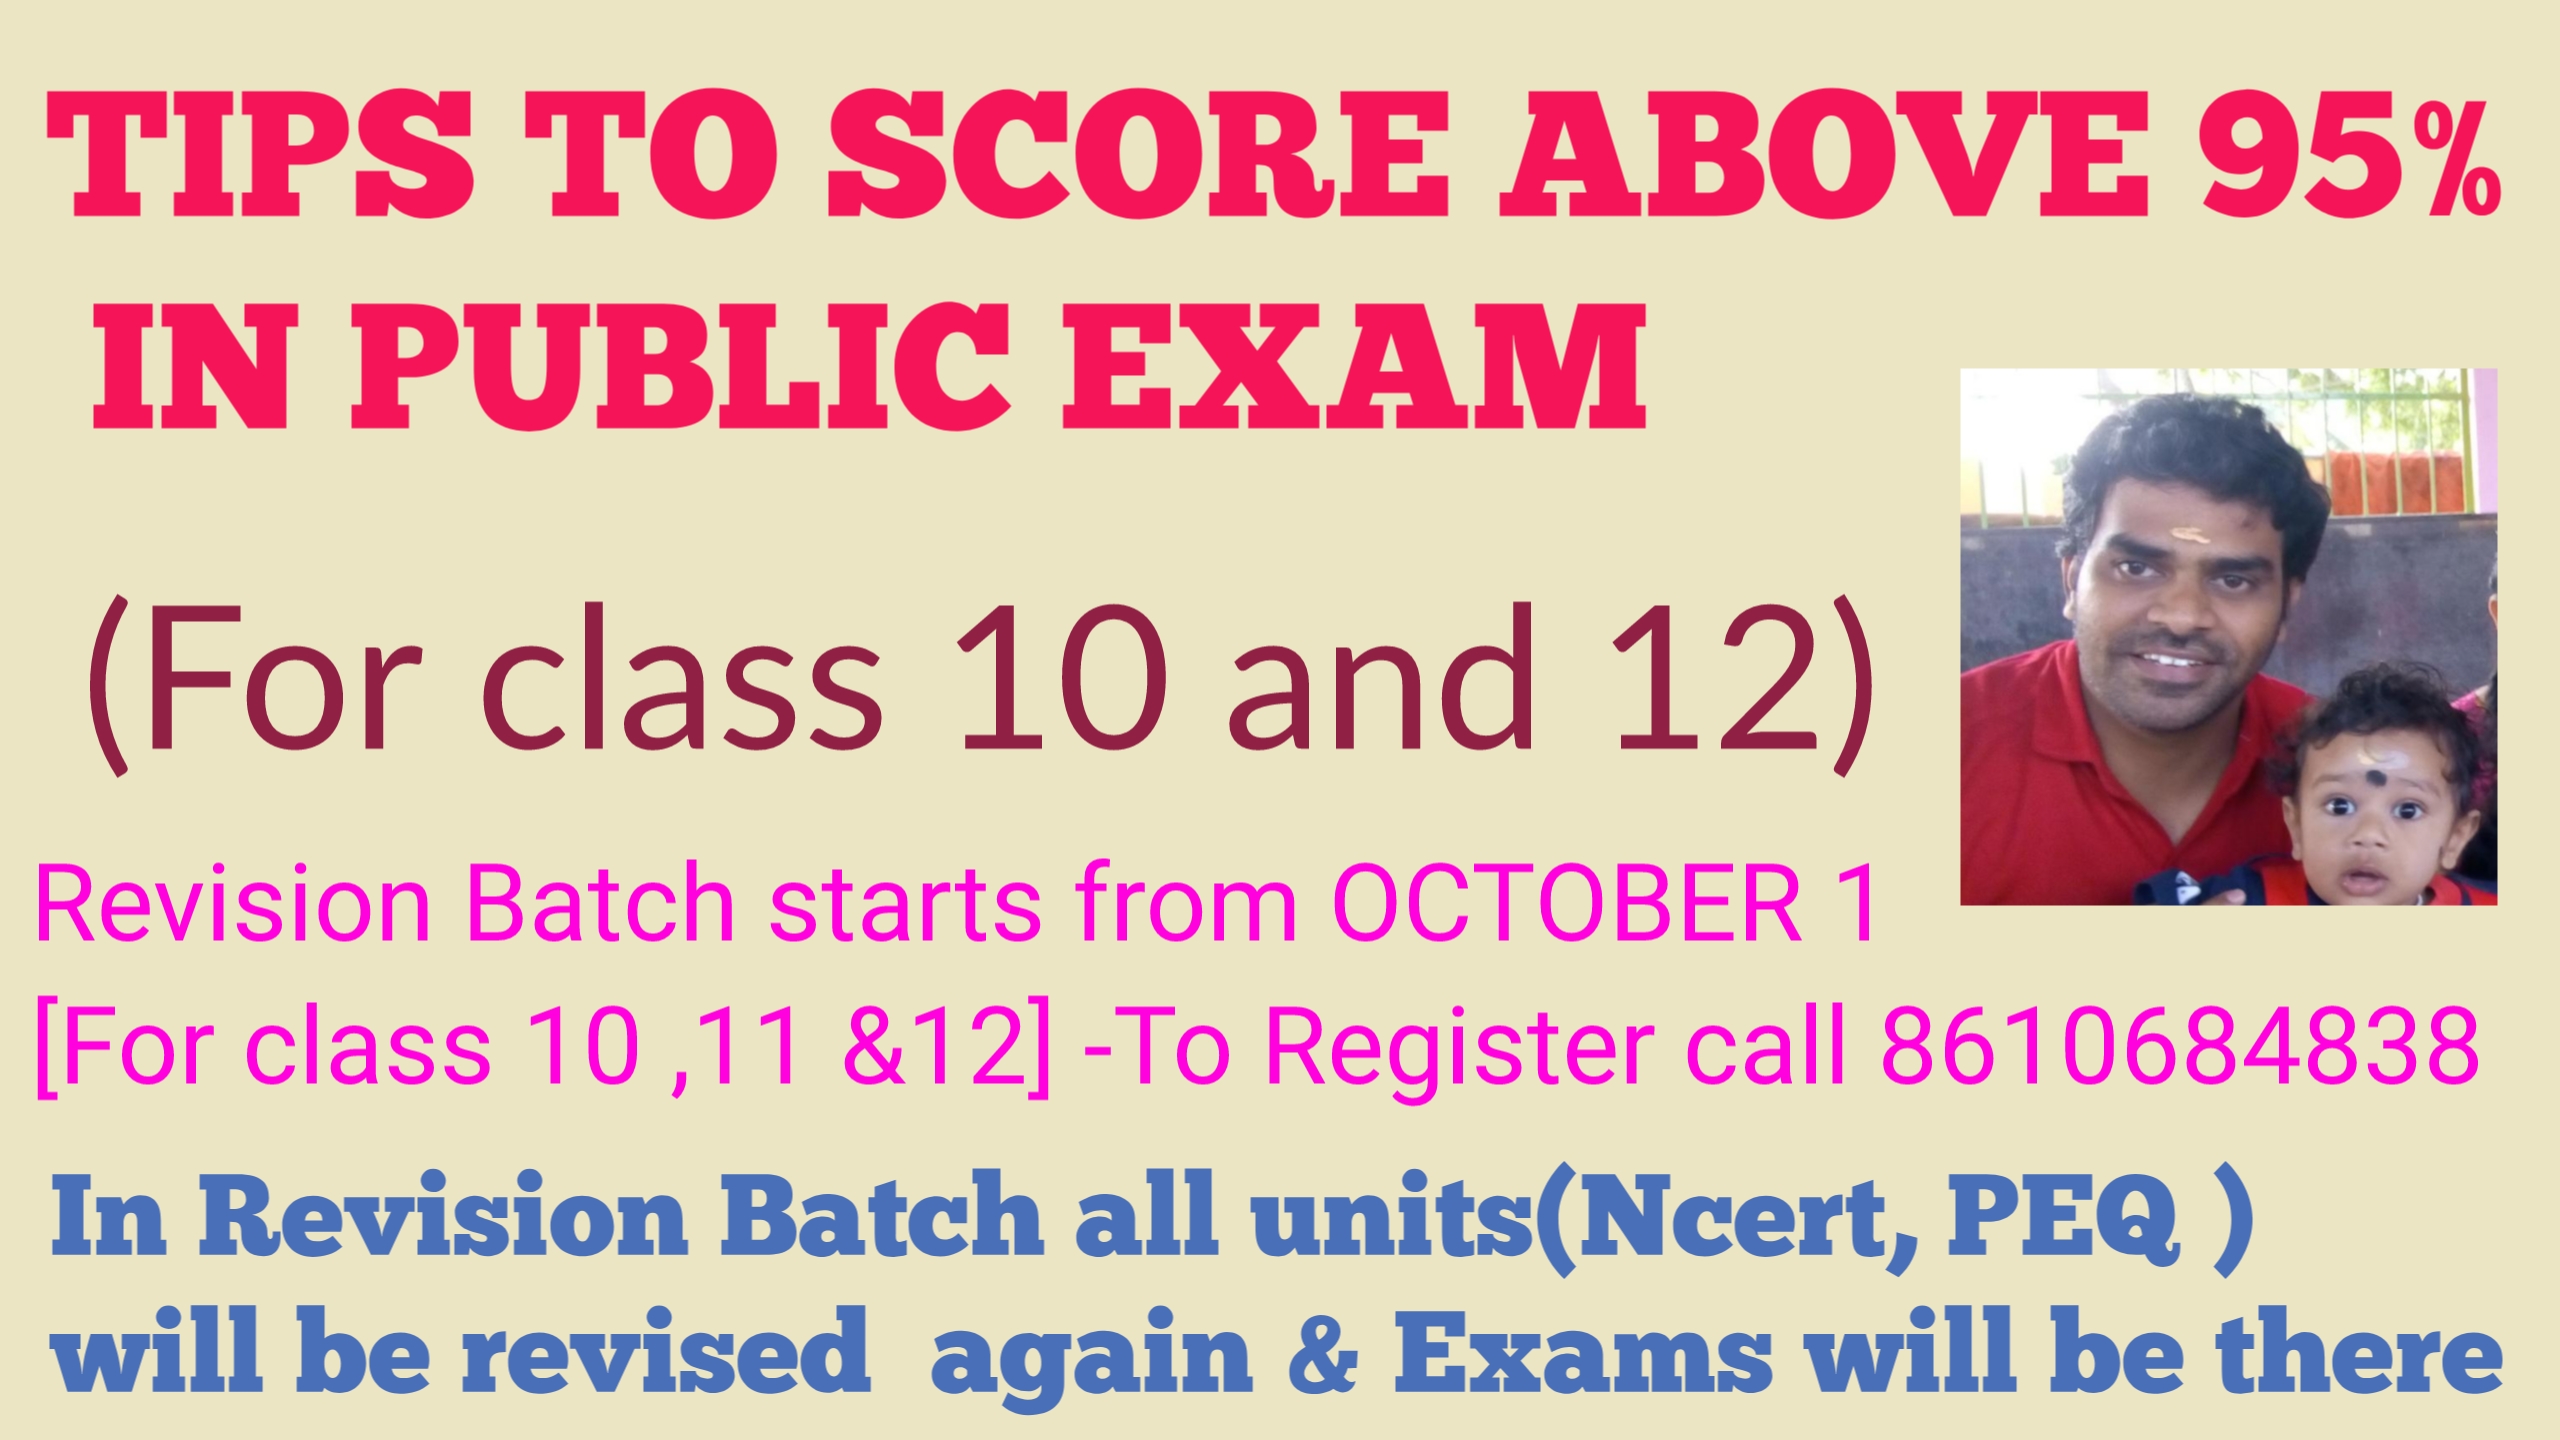 TIPS TO SCORE ABOVE 95%
IN PUBLIC EXAM
(For class 10 and 12)
Revision Batch starts from OCTOBER 1
[For class 10 ,11 &12] -To Register call 8610684838
In Revision Batch all units(Ncert, PEQ )
will be revised  again & Exams will be there